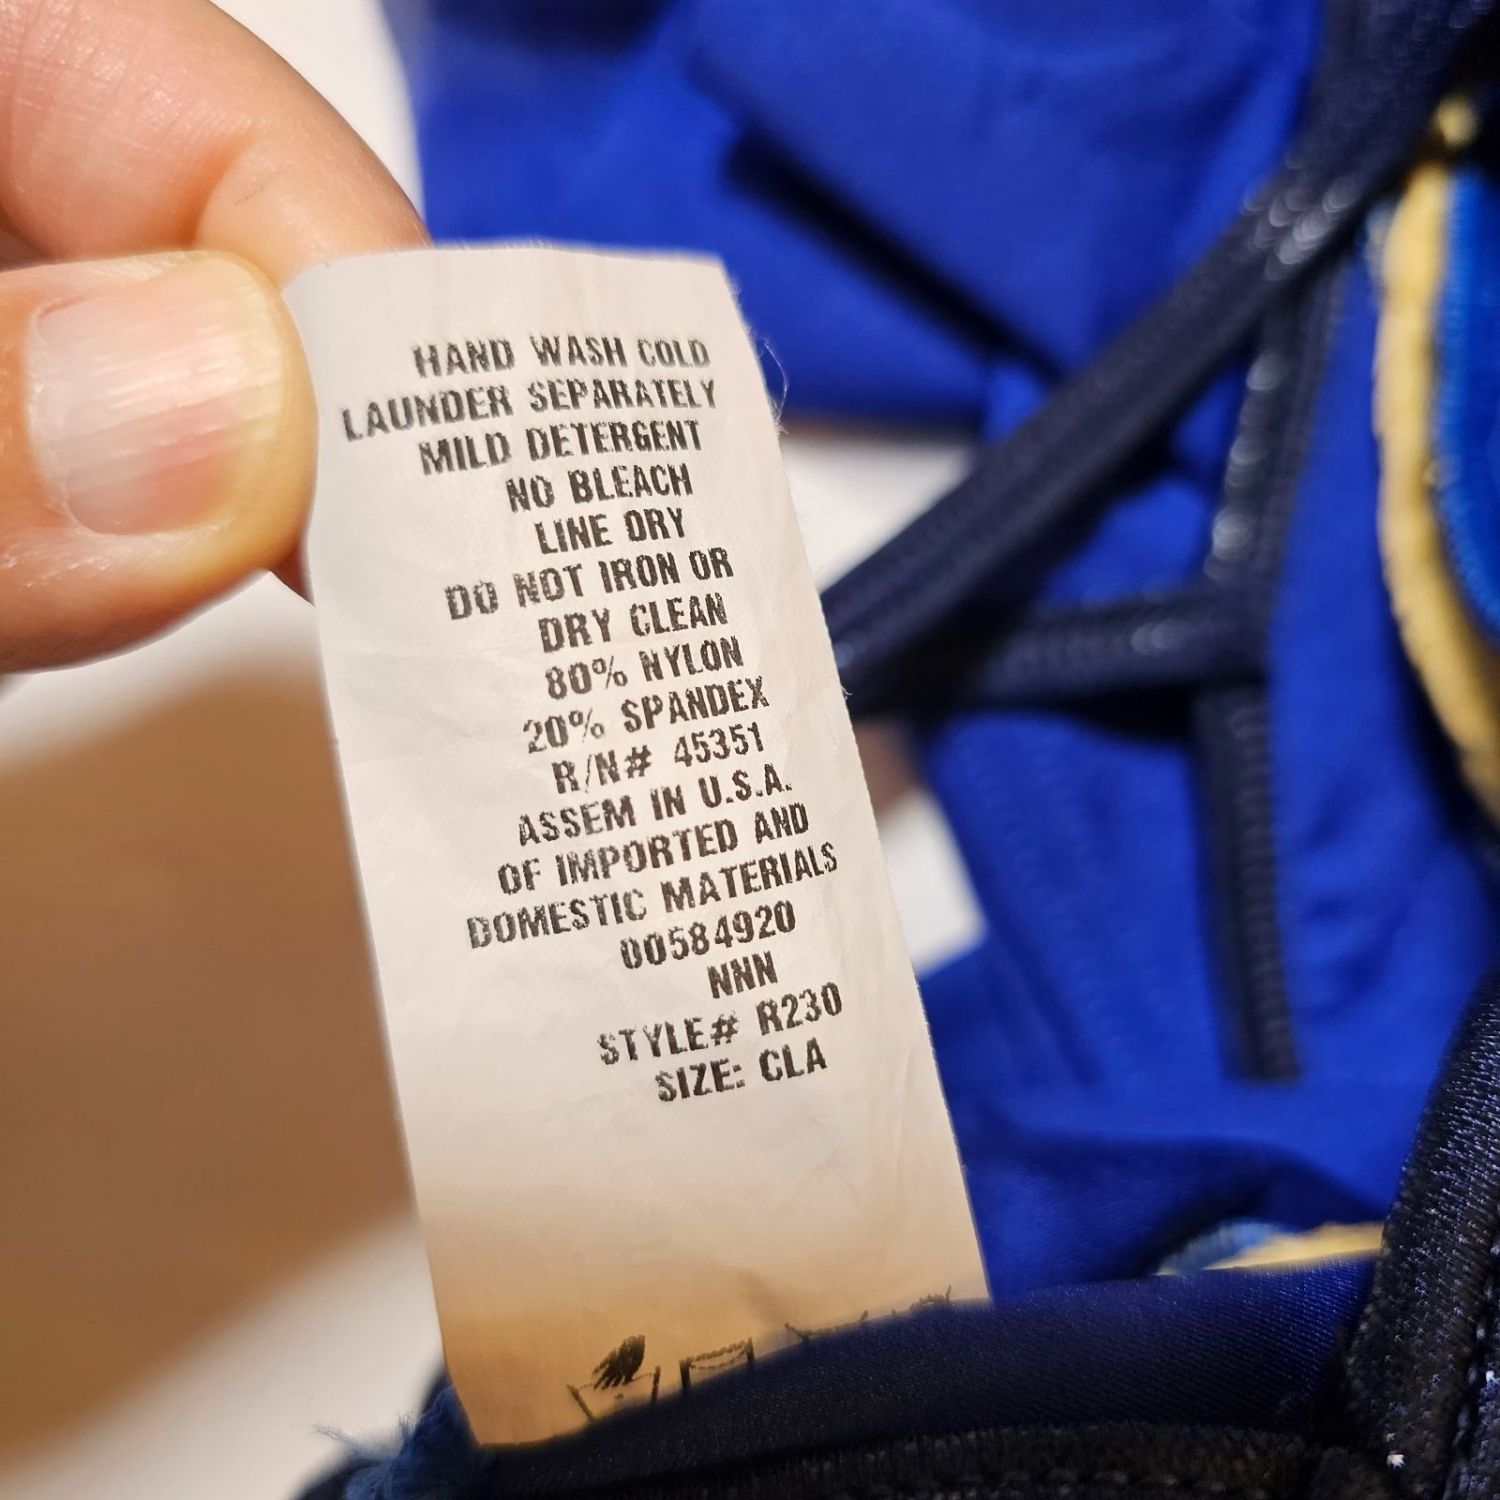 HAND WASH COLD
LAUNDER SEPARATELY
MILD DETERGENT
NO BLEACH
LINE DRY
DO NOT IRON OR
DRY CLEAN
80% NYLON
20% SPANDEX
R/N# 45351
ASSEM IN U.S.A.
OF IMPORTED AND
DOMESTIC MATERIALS
00584920
NNN
STYLE# R230
SIZE: CLA